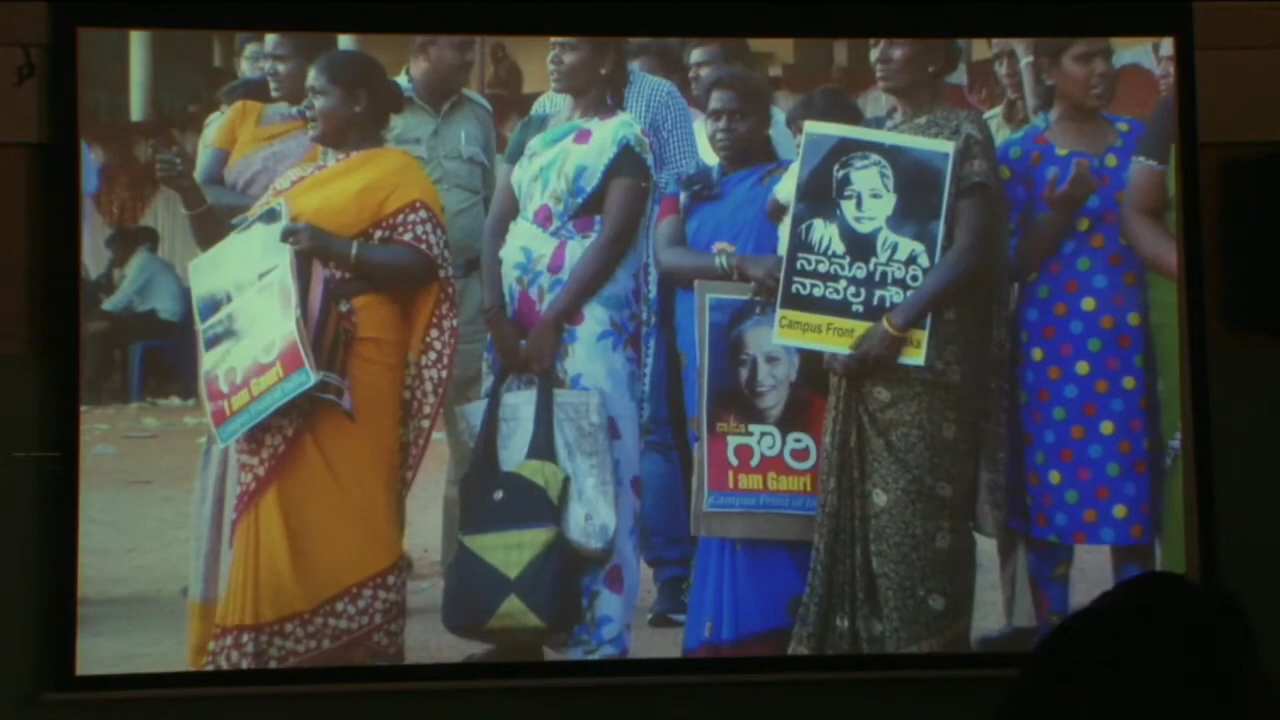 I am Gauri
ನಾನೂ ಗೌರಿ
ನಾವೆಲ್ಲ
Campus Front
ನಾನೂ
ಗೌರಿ
I am Gauri
Campus Front of